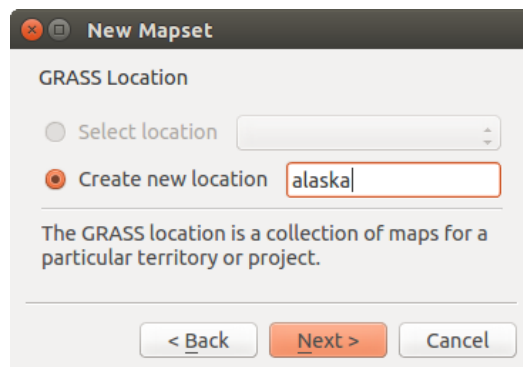 New Mapset
GRASS Location
Select location
Create new location alaska
The GRASS location is a collection of maps for a
particular territory or project.
< Back Next > Cancel